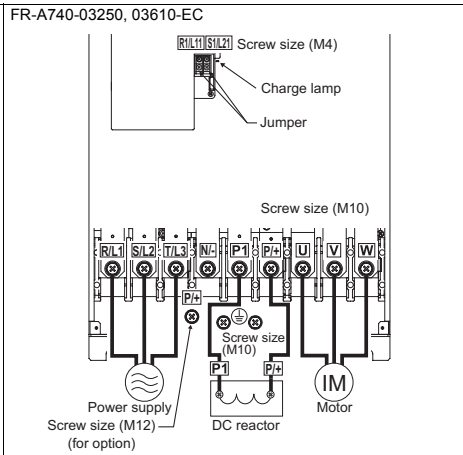 FR-A740-03250, 03610-EC
R1/L11 S1/L21 Screw size (M4)
Charge lamp
Jumper
Screw size (M10)
R/L1 S/L2 T/L3 N/- P1 P/+ U V W
P/+
Screw size
(M10)
P1 P/+
IM
Power supply
DC reactor
Motor
Screw size (M12)
(for option)